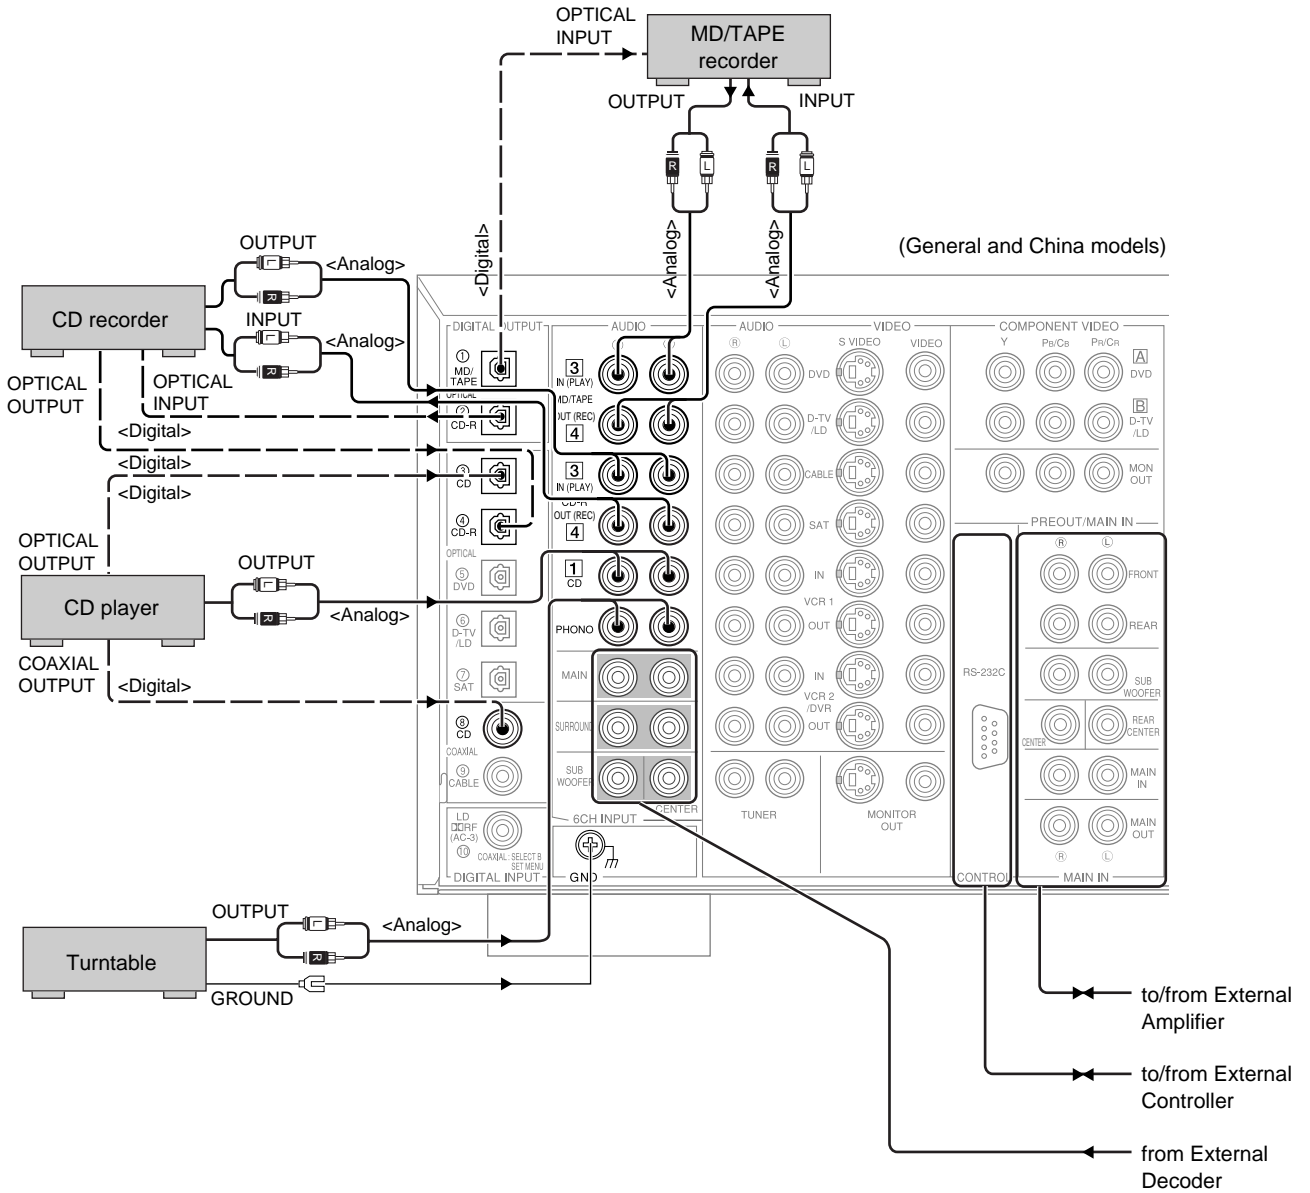 OPTICAL
INPUT
MD/TAPE
recorder
OUTPUT
INPUT
R
L
R
L
<Digital>
<Analog>
<Analog>
(General and China models)
OUTPUT
<Analog>
L
R
CD recorder
INPUT
<Analog>
L
R
OPTICAL
OUTPUT
OPTICAL
INPUT
<Digital>
<Digital>
<Digital>
OPTICAL
OUTPUT
CD player
OUTPUT
L
R
<Analog>
COAXIAL
OUTPUT
<Digital>
Turntable
OUTPUT
L
R
<Analog>
GROUND
DIGITAL OUTPUT
① MD/
TAPE
OPTICAL
② CD-R
③ CD
④ CD-R
OPTICAL
⑤ DVD
⑥ D-TV
/LD
⑦ SAT
⑧ CD
COAXIAL
⑨ CABLE
LD
RF
(AC-3)
⑩
COAXIAL: SELECT B
SET MENU
DIGITAL INPUT
AUDIO
3
IN (PLAY)
MD/TAPE
OUT (REC)
4
3
IN (PLAY)
CD-R
OUT (REC)
4
1
CD
PHONO
MAIN
SURROUND
SUB
WOOFER
CENTER
6CH INPUT
GND
AUDIO
VIDEO
R
L
S VIDEO
VIDEO
DVD
D-TV
/LD
CABLE
SAT
IN
VCR 1
OUT
IN
VCR 2
/DVR
OUT
TUNER
MONITOR
OUT
COMPONENT VIDEO
Y
PB/CB
PR/CR
A
DVD
B
D-TV
/LD
MON
OUT
PREOUT/MAIN IN
R
L
FRONT
REAR
SUB
WOOFER
CENTER
REAR
CENTER
MAIN
IN
MAIN
OUT
R
L
MAIN IN
RS-232C
CONTROL
to/from External
Amplifier
to/from External
Controller
from External
Decoder